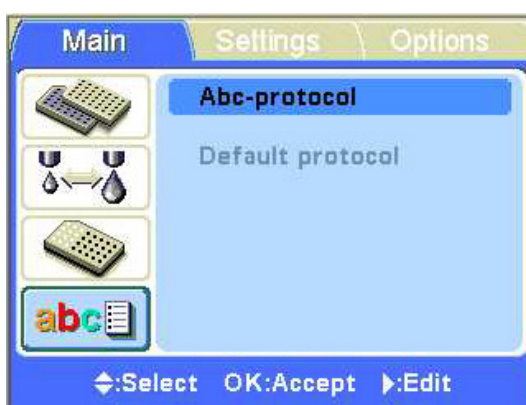 Main Settings Options
Abc-protocol
Default protocol
abc
:Select OK:Accept :Edit